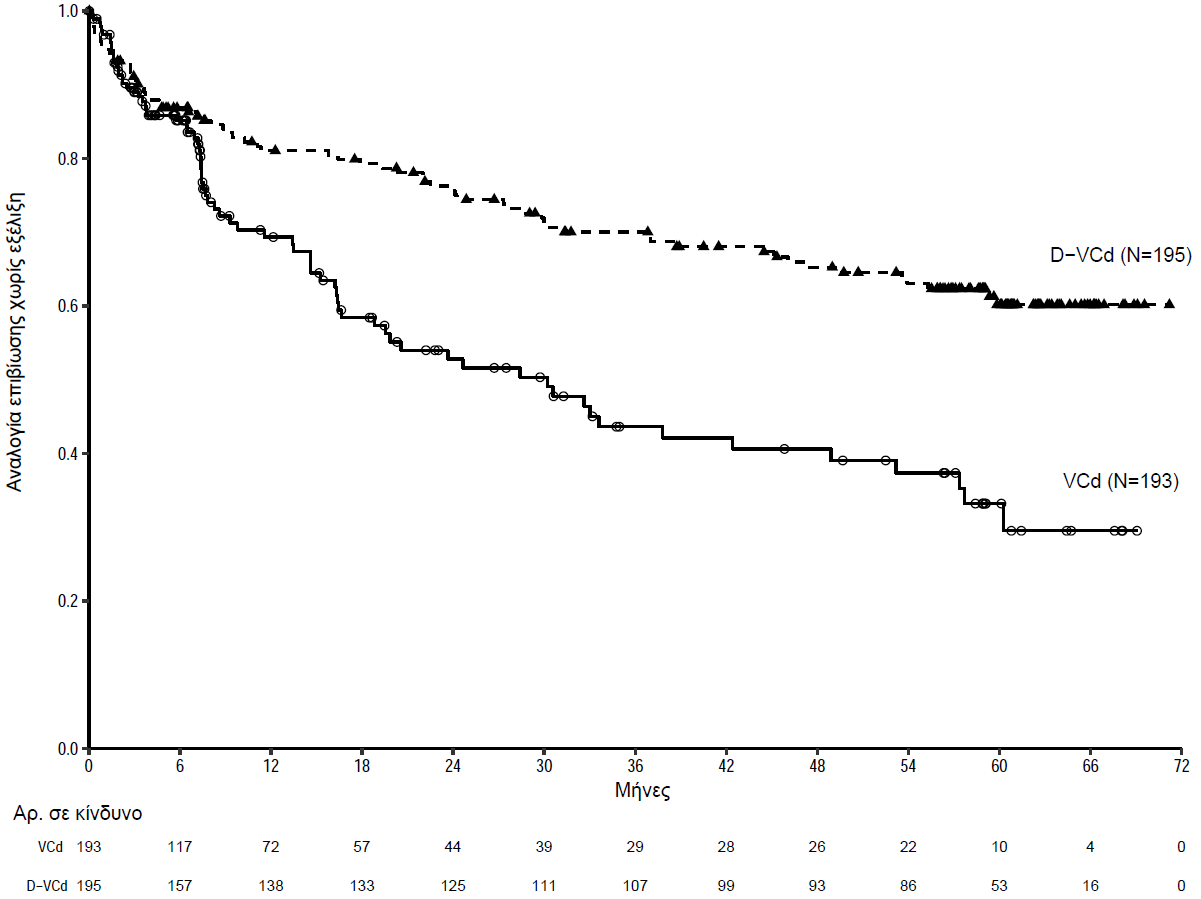 Αναλογία επιβίωσης χωρίς εξέλιξη
1.0
0.8
0.6
0.4
0.2
0.0
D−VCd (N=195)
VCd (N=193)
0 6 12 18 24 30 36 42 48 54 60 66 72
Μήνες
Αρ. σε κίνδυνο
VCd 193 117 72 57 44 39 29 28 26 22 10 4 0
D−VCd 195 157 138 133 125 111 107 99 93 86 53 16 0